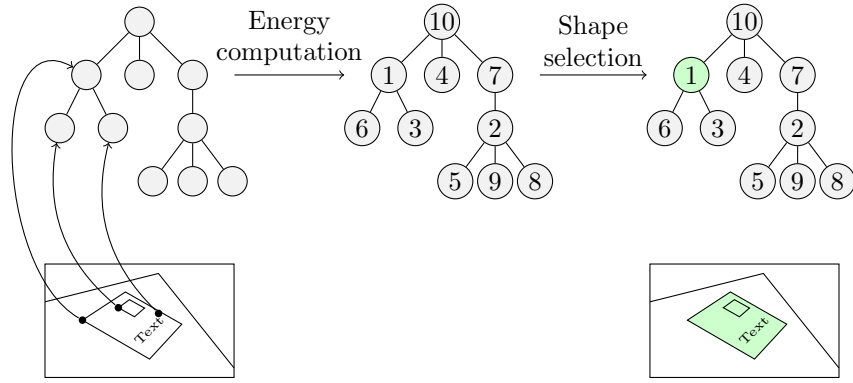 Energy
computation
Shape
selection
10
1 4 7
6 3 2
5 9 8
10
1 4 7
6 3 2
5 9 8
Text
Text